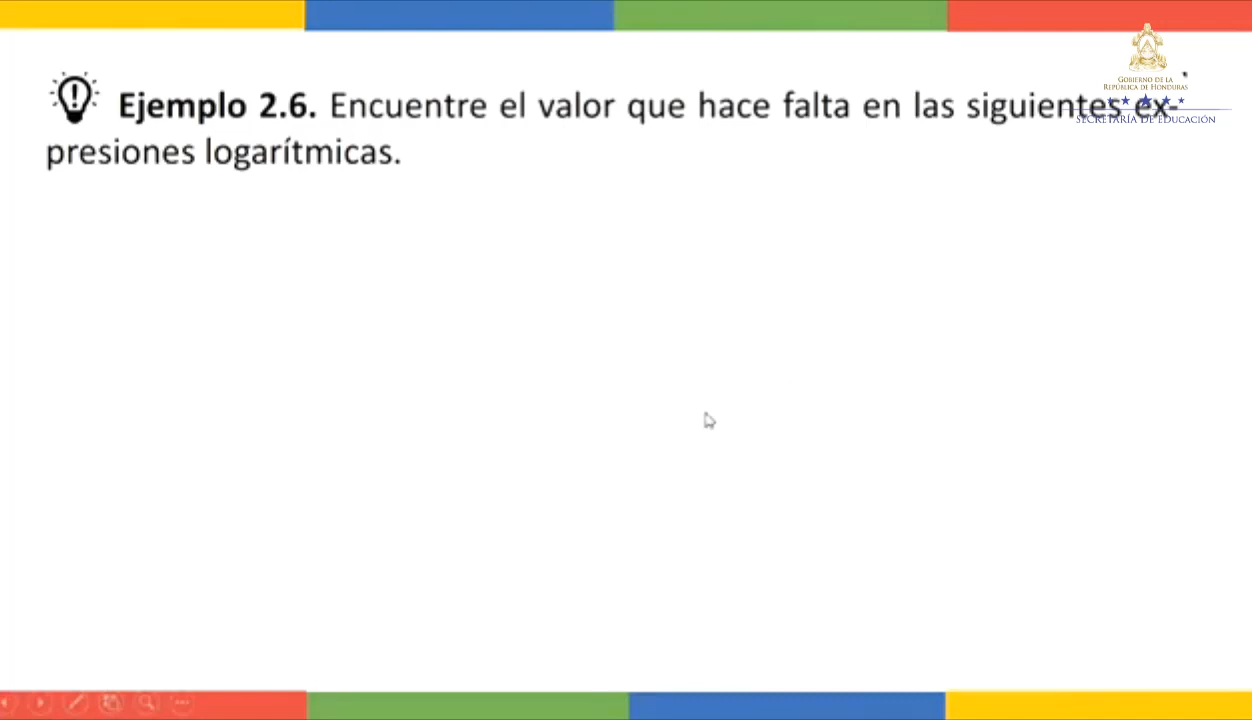 Ejemplo 2.6. Encuentre el valor que hace falta en las siguientes ex-
presiones logarítmicas.
GOBIERNO DE LA
REPÚBLICA DE HONDURAS
SECRETARÍA DE EDUCACIÓN